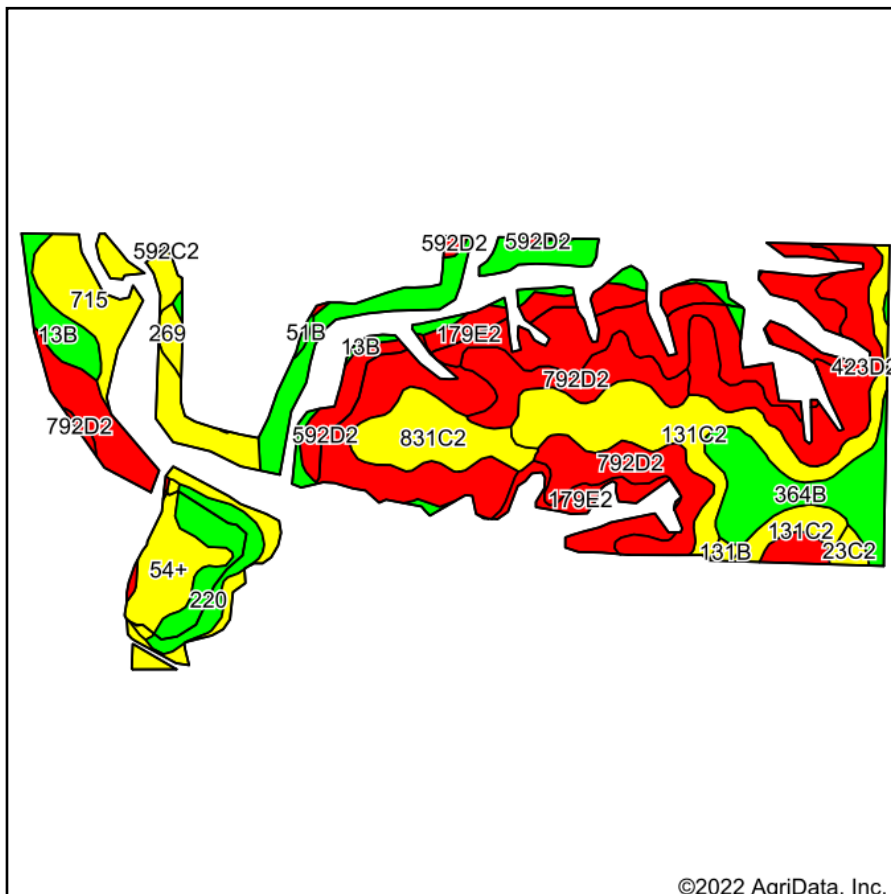 592D2
592D2
592C2
715
269
13B
51B
13B
179E2
423D2
792D2
792D2
592D2
831C2
131C2
792D2
364B
179E2
131C2
131B
23C2
54+
220
©2022 AgriData, Inc.